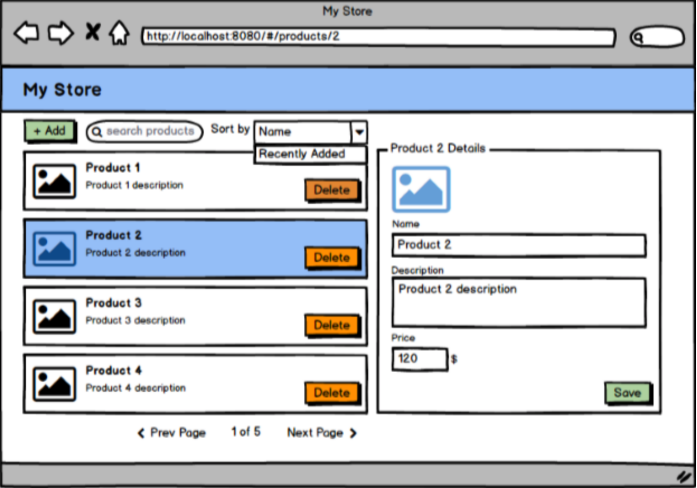 My Store
http://localhost:8080/#/products/2
My Store
+ Add
search products
Sort by
Name
Recently Added
Product 1
Product 1 description
Delete
Product 2
Product 2 description
Delete
Product 3
Product 3 description
Delete
Product 4
Product 4 description
Delete
Prev Page
1 of 5
Next Page
Product 2 Details
Name
Product 2
Description
Product 2 description
Price
120
$
Save